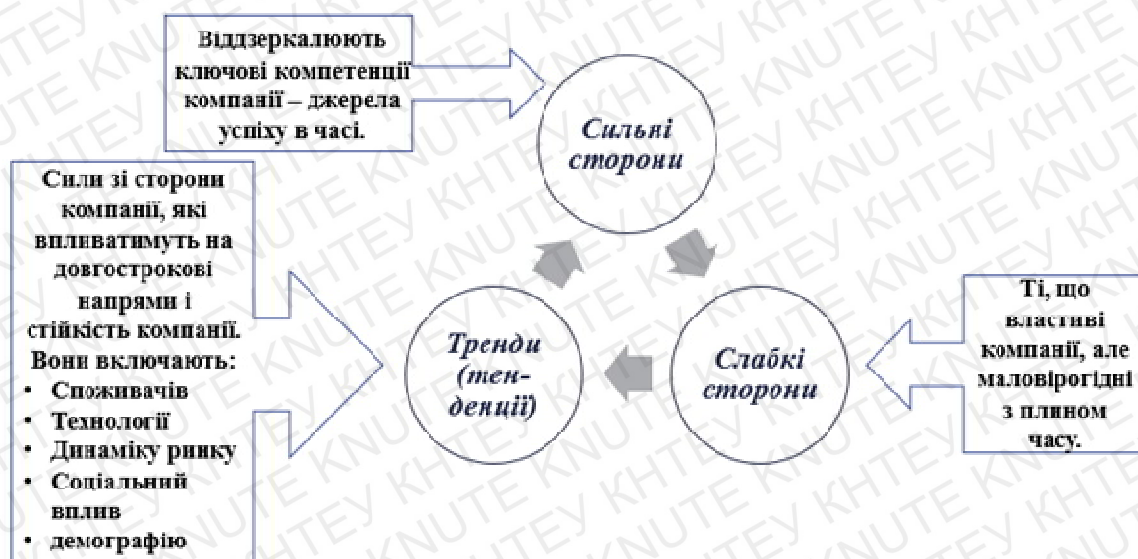 Віддзеркалюють
ключові компетенції
компанії – джерела
успіху в часі.
Сильні
сторони
Сили зі сторони
компанії, які
впливатимуть на
довгострокові
напрями і
стійкість компанії.
Вони включають:
• Споживачів
• Технології
• Динаміку ринку
• Соціальний
вплив
• демографію
Тренди
(тен-
денції)
Слабкі
сторони
Ті, що
властиві
компанії, але
маловірогідні
з плином
часу.